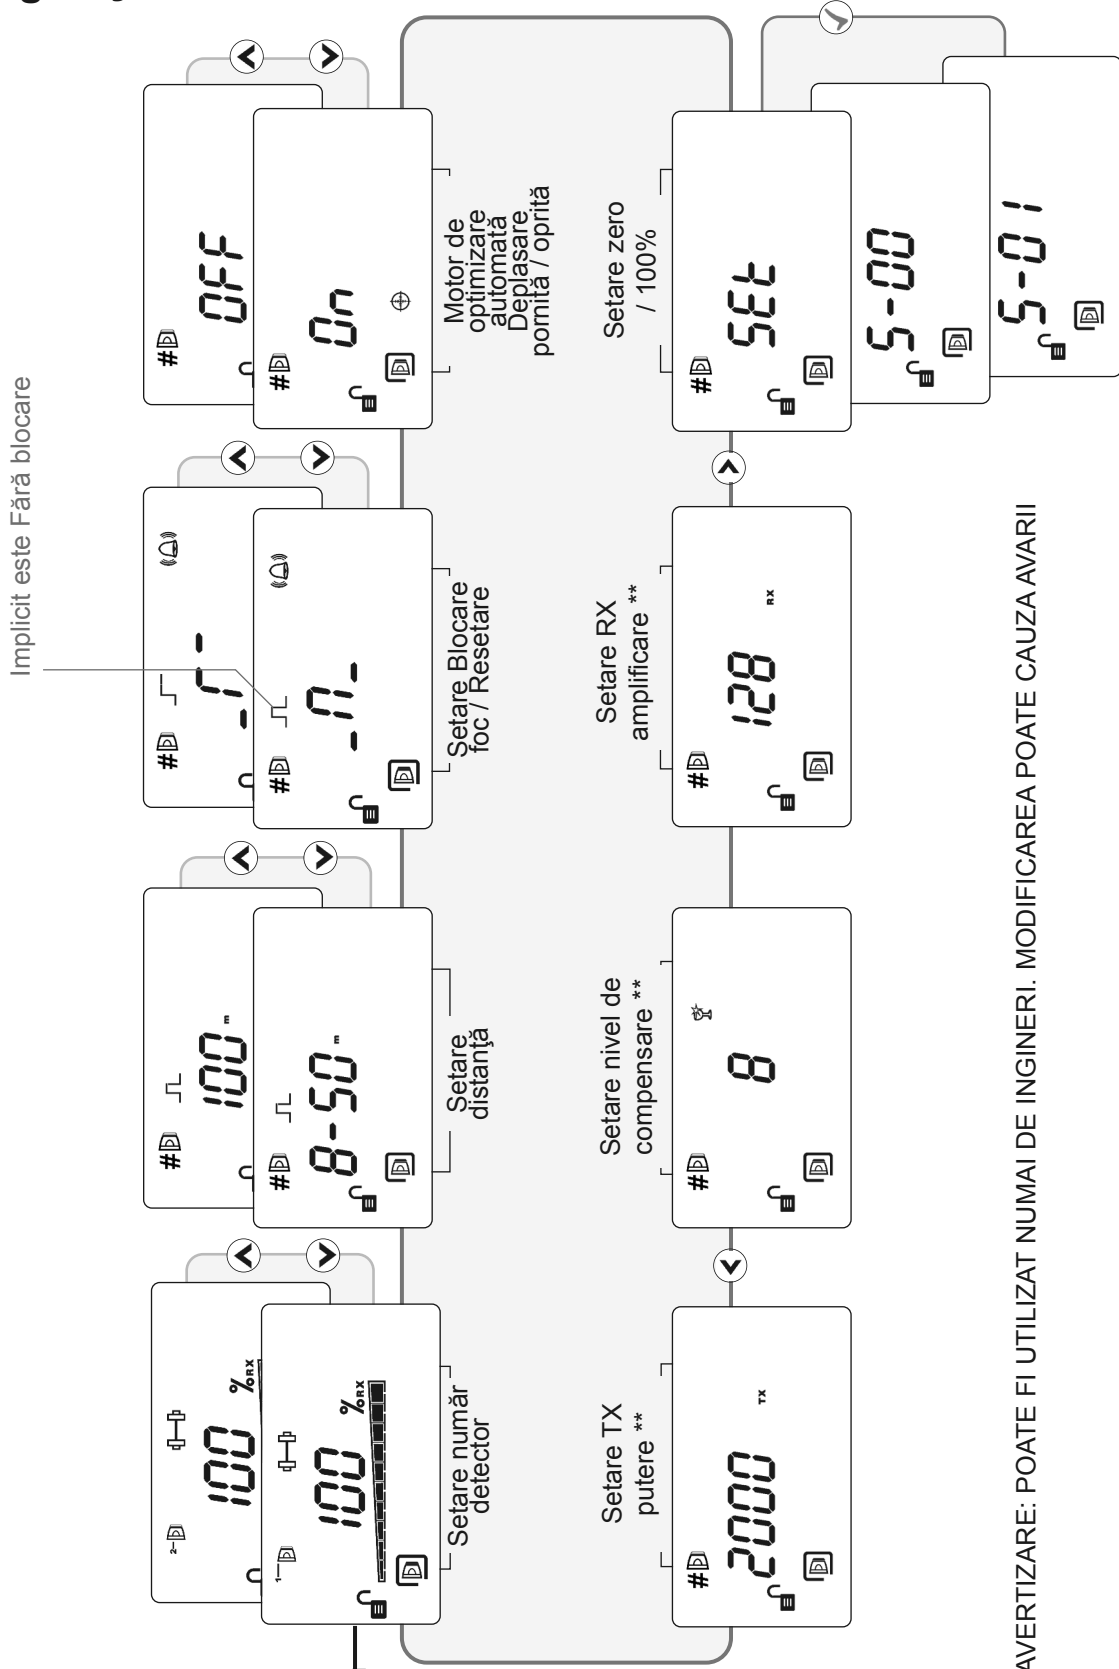 Implicit este Fără blocare
2
100
%RX
1
100
%RX
Setare număr
detector
#
100 m
#
8-50 m
Setare
distanță
#
#
Setare Blocare
foc / Resetare
#
OFF
#
On
Motor de
optimizare
automată
Deplasare
pornită / oprită
Setare TX
putere **
#
2000
TX
Setare nivel de
compensare **
#
8
Setare RX
amplificare **
#
128
RX
Setare zero
/ 100%
#
SEt
S-00
S-01
AVERTIZARE: POATE FI UTILIZAT NUMAI DE INGINERI. MODIFICAREA POATE CAUZA AVARII